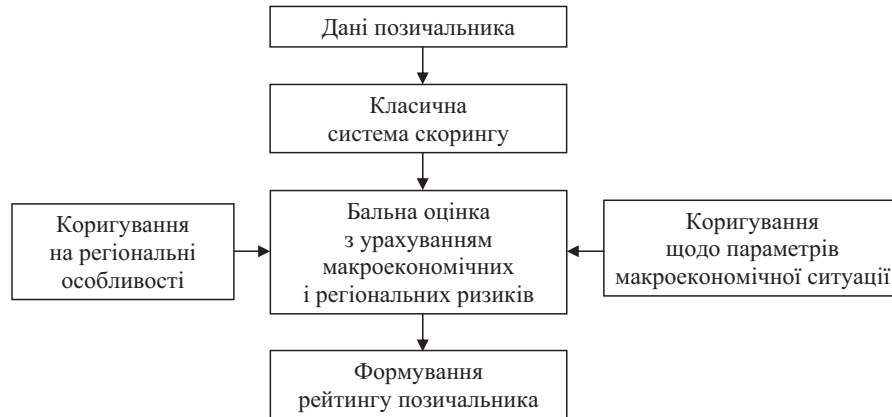 Дані позичальника
Класична
система скорингу
Коригування
на регіональні
особливості
Бальна оцінка
з урахуванням
макроекономічних
і регіональних ризиків
Коригування
щодо параметрів
макроекономічної ситуації
Формування
рейтингу позичальника